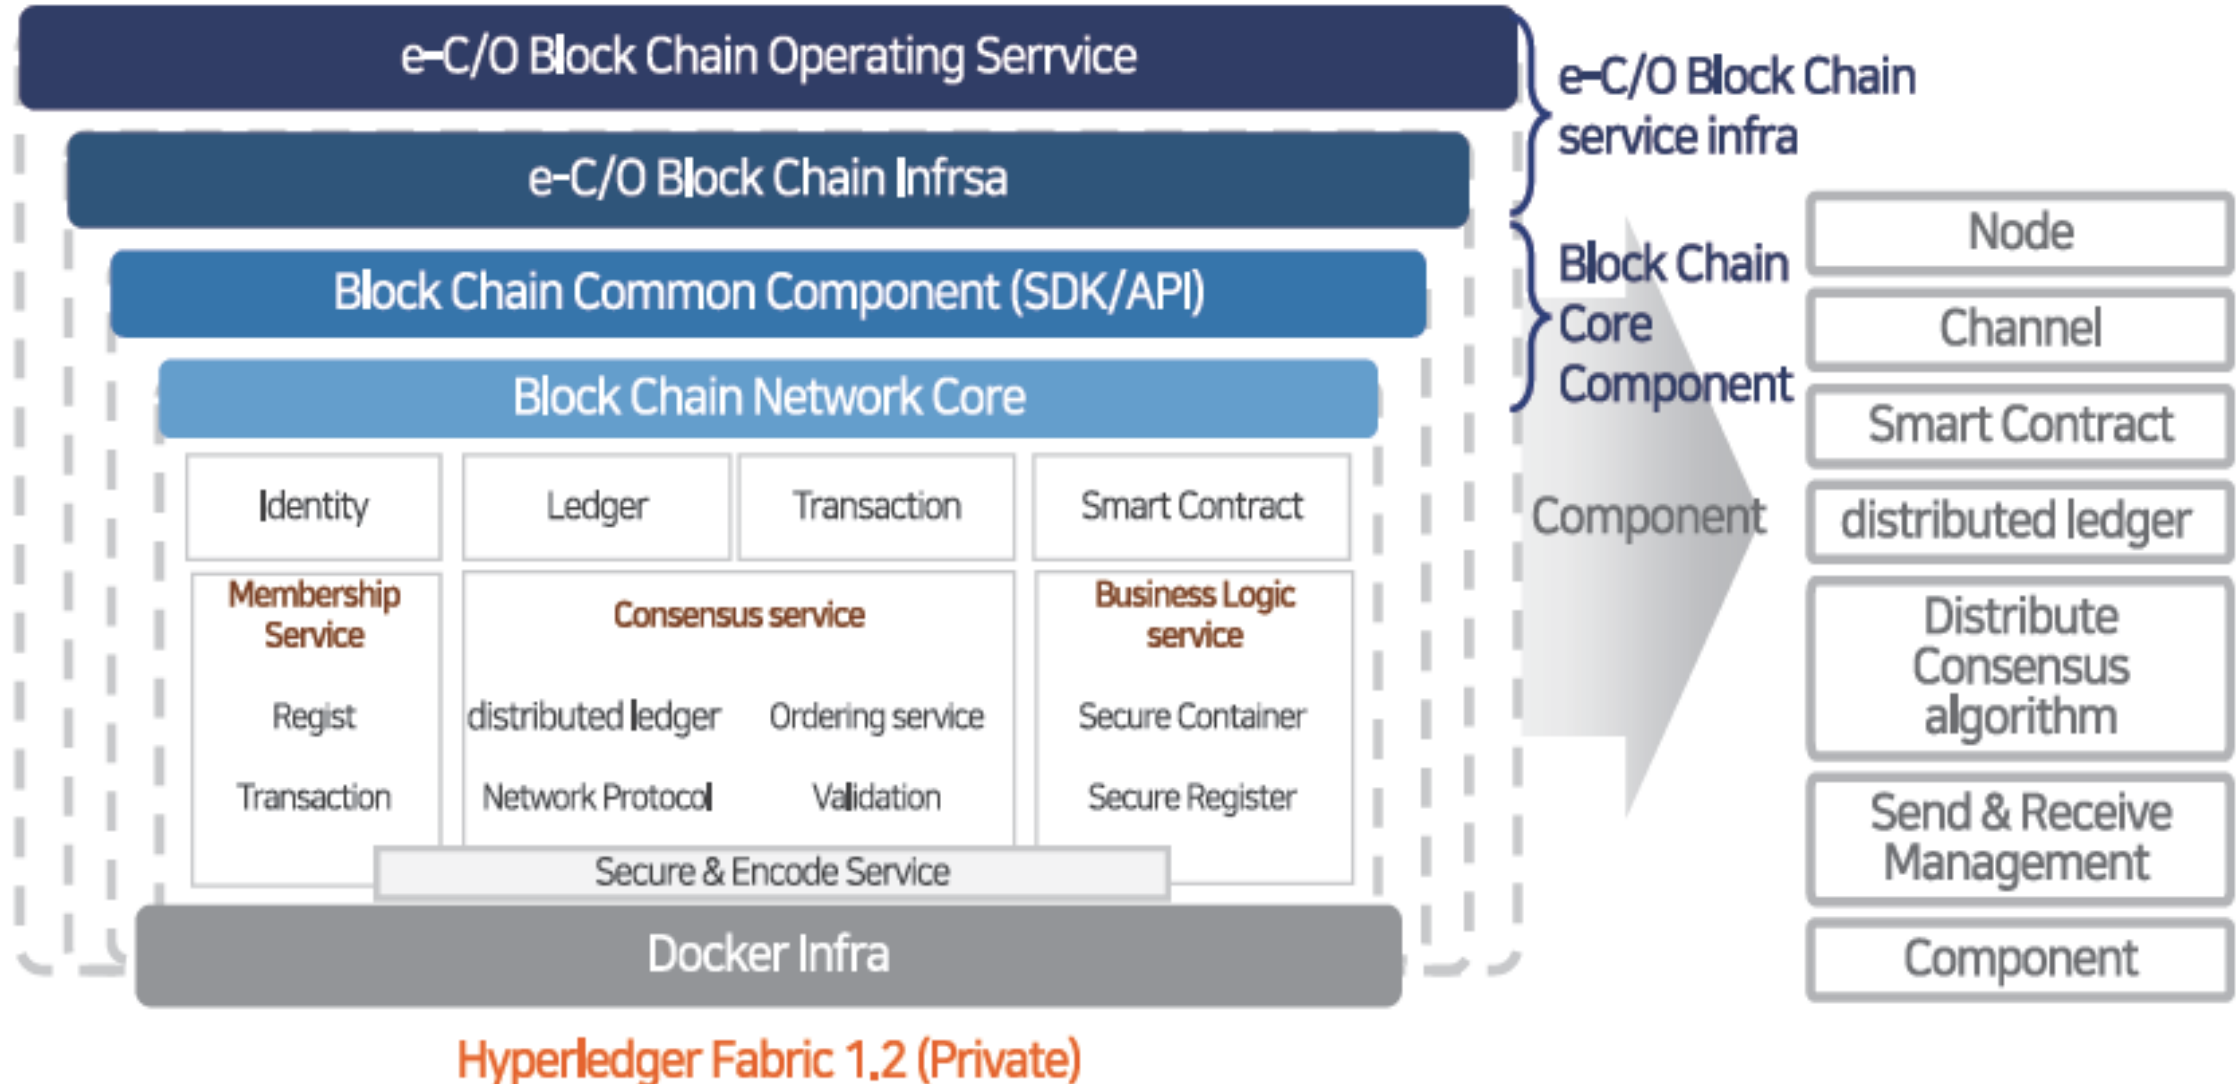 e-C/O Block Chain Operating Serrvice
e-C/O Block Chain Infrsa
Block Chain Common Component (SDK/API)
Block Chain Network Core
Identity
Ledger
Transaction
Smart Contract
Membership
Service
Regist
Transaction
Consensus service
distributed ledger
Ordering service
Network Protocol
Validation
Business Logic
service
Secure Container
Secure Register
Secure & Encode Service
Docker Infra
Hyperledger Fabric 1.2 (Private)
e-C/O Block Chain
service infra
Block Chain
Core
Component
Component
Node
Channel
Smart Contract
distributed ledger
Distribute
Consensus
algorithm
Send & Receive
Management
Component